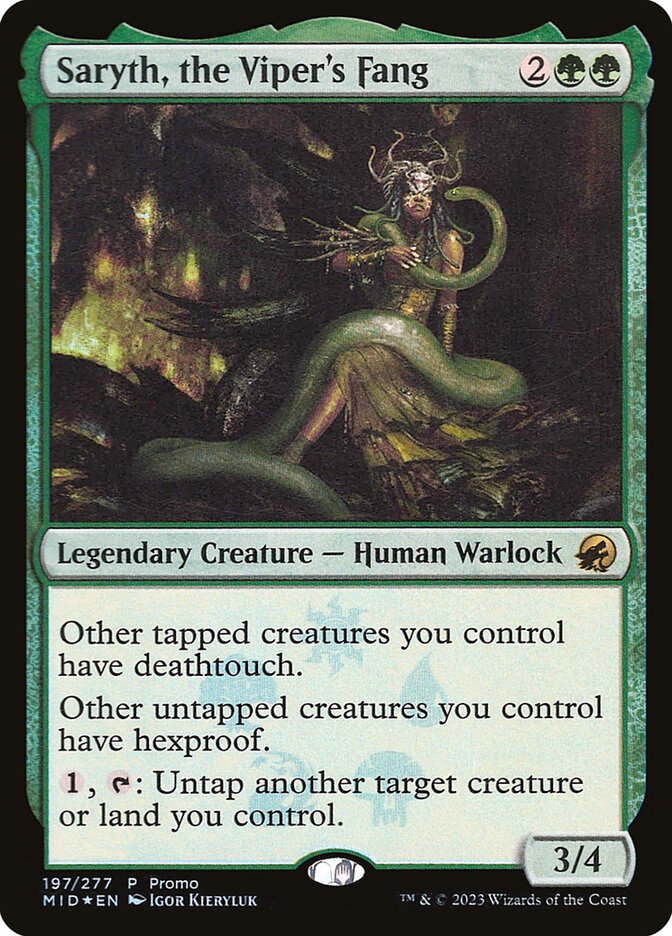 Saryth, the Viper's Fang 2
Legendary Creature — Human Warlock
Other tapped creatures you control
have deathtouch.
Other untapped creatures you control
have hexproof.
1, : Untap another target creature
or land you control.
3/4
197/277 P Promo
MID★EN Igor Kieryluk
™ & © 2023 Wizards of the Coast